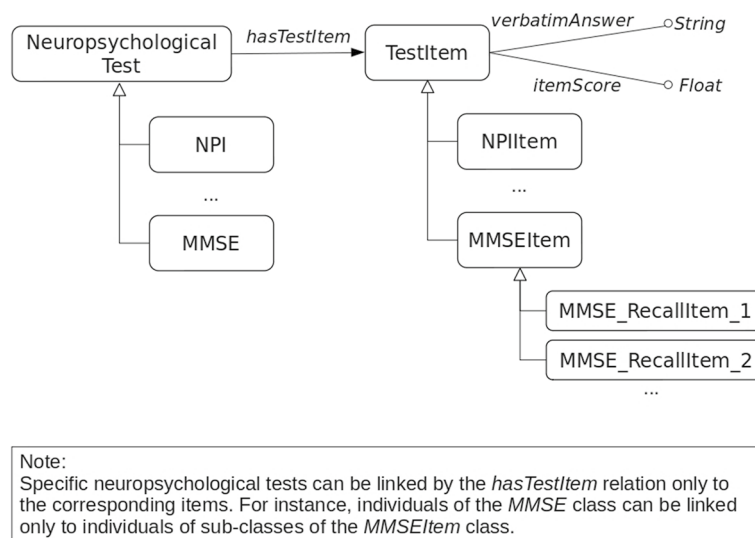 Neuropsychological
Test
hasTestItem
TestItem
verbatimAnswer
String
itemScore
Float
NPI
...
MMSE
NPIItem
...
MMSEItem
MMSE_RecallItem_1
MMSE_RecallItem_2
...
Note:
Specific neuropsychological tests can be linked by the hasTestItem relation only to
the corresponding items. For instance, individuals of the MMSE class can be linked
only to individuals of sub-classes of the MMSEItem class.